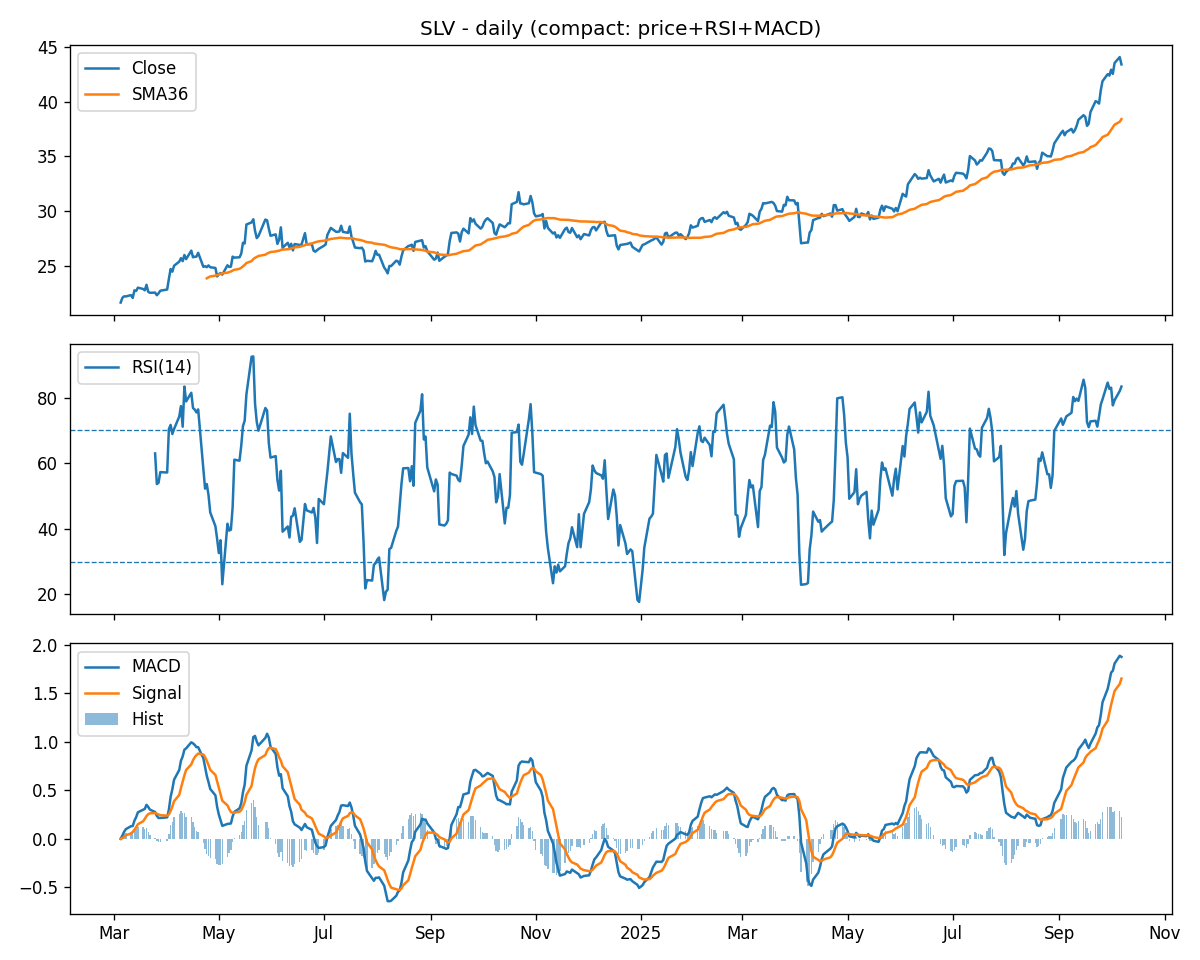 SLV - daily (compact: price+RSI+MACD)
Close
SMA36
45
40
35
30
25
RSI(14)
80
60
40
20
MACD
Signal
Hist
2.0
1.5
1.0
0.5
0.0
−0.5
Mar May Jul Sep Nov 2025 Mar May Jul Sep Nov